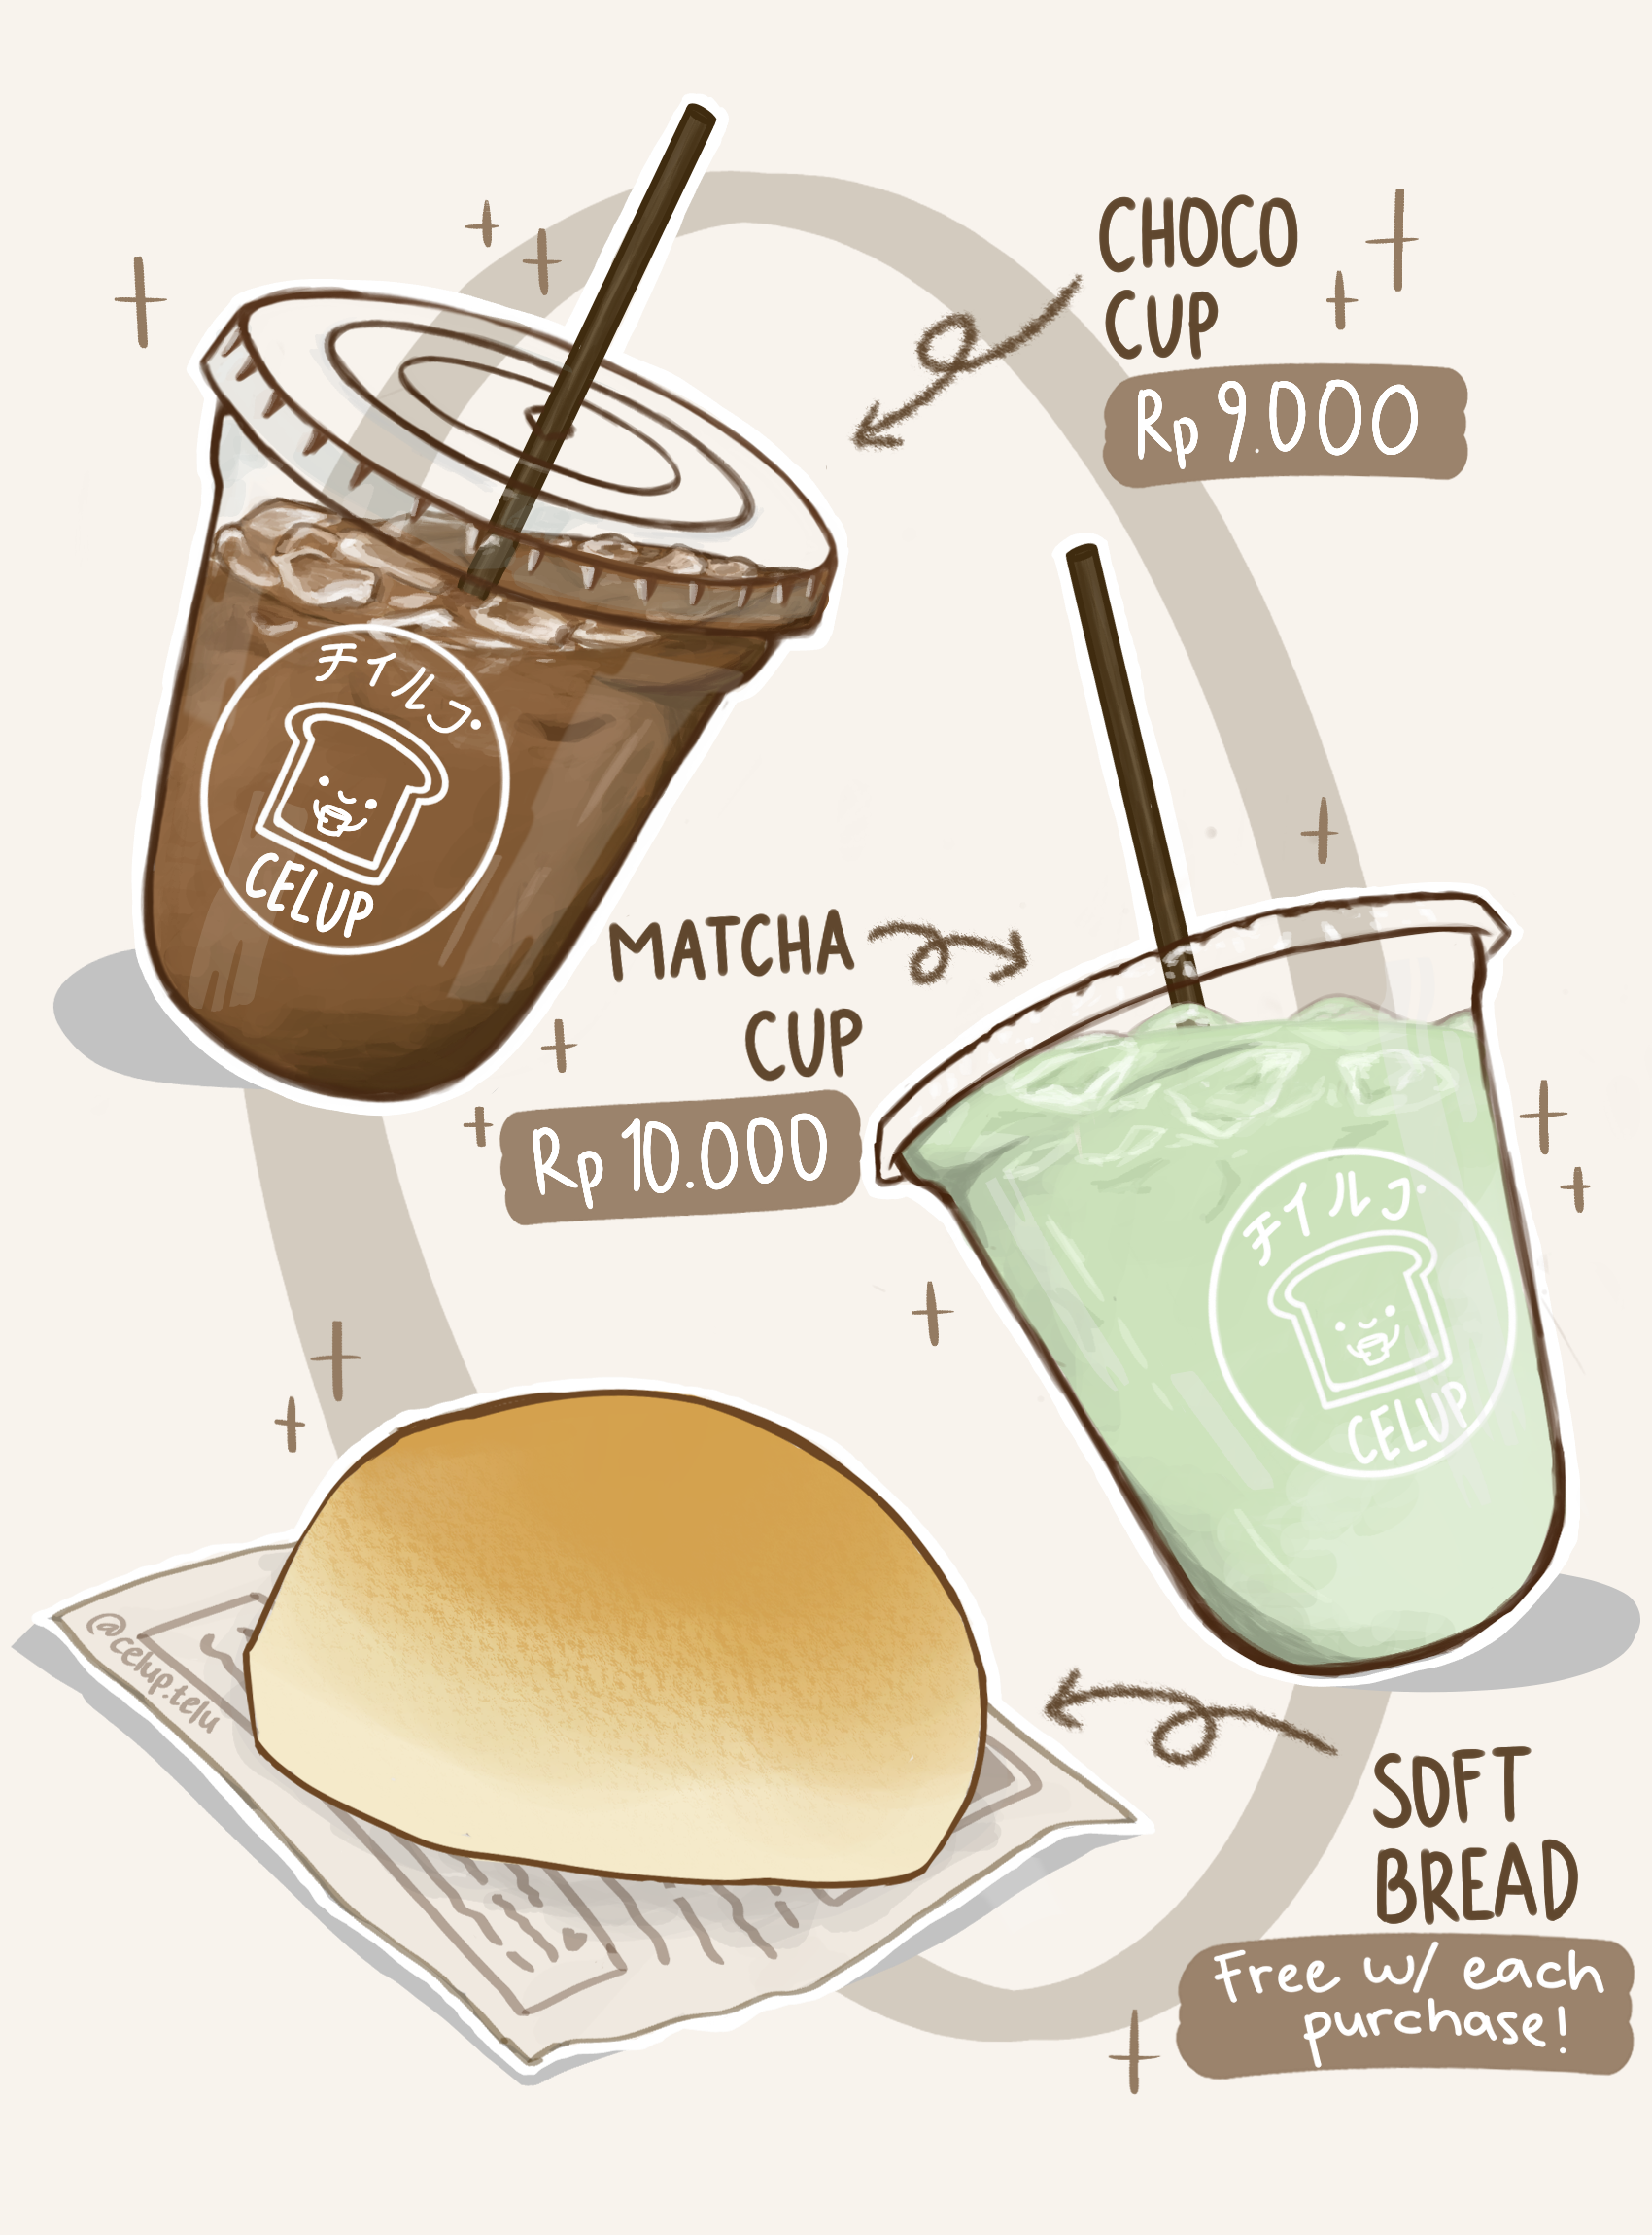 CHOCO
CUP
Rp 9.000
チイルプ
CELUP
MATCHA
CUP
Rp 10.000
チイルプ
CELUP
@celup.telu
SOFT
BREAD
Free w/ each
purchase!